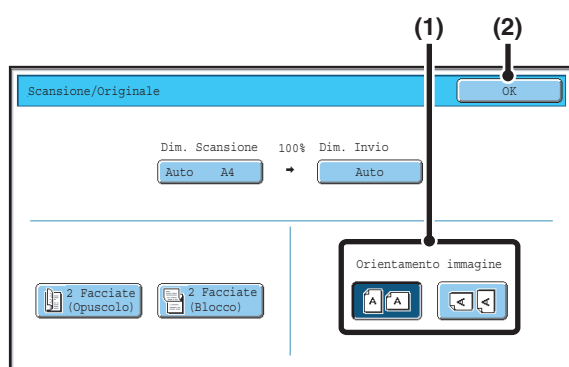 (1) (2)
Scansione/Originale OK
Dim. Scansione 100% Dim. Invio
Auto A4 Auto
Orientamento immagine
2 Facciate
(Opuscolo)
2 Facciate
(Blocco)
A A A A